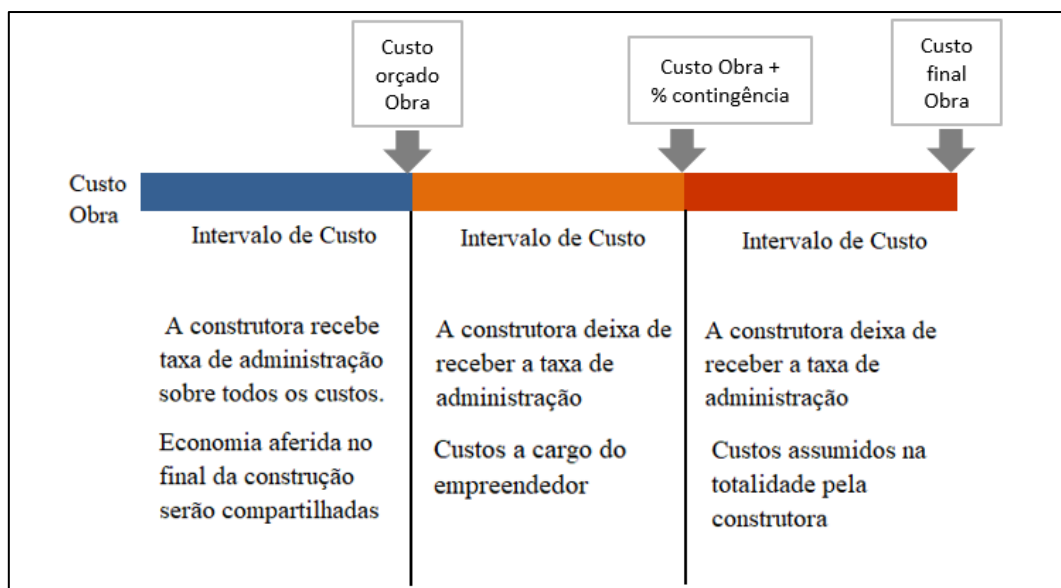 Custo
orçado
Obra
Custo Obra +
% contingência
Custo
final
Obra
Custo
Obra
Intervalo de Custo
Intervalo de Custo
Intervalo de Custo
A construtora recebe
taxa de administração
sobre todos os custos.
Economia aferida no
final da construção
serão compartilhadas
A construtora deixa de
receber a taxa de
administração
Custos a cargo do
empreendedor
A construtora deixa de
receber a taxa de
administração
Custos assumidos na
totalidade pela
construtora